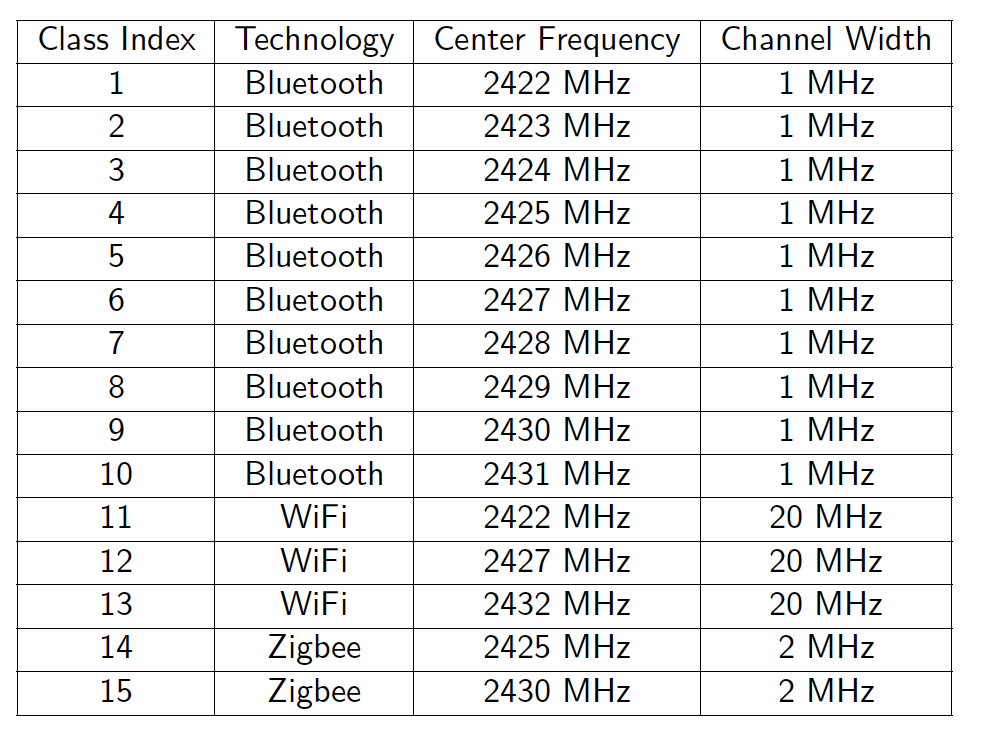 Class Index Technology Center Frequency Channel Width
1 Bluetooth 2422 MHz 1 MHz
2 Bluetooth 2423 MHz 1 MHz
3 Bluetooth 2424 MHz 1 MHz
4 Bluetooth 2425 MHz 1 MHz
5 Bluetooth 2426 MHz 1 MHz
6 Bluetooth 2427 MHz 1 MHz
7 Bluetooth 2428 MHz 1 MHz
8 Bluetooth 2429 MHz 1 MHz
9 Bluetooth 2430 MHz 1 MHz
10 Bluetooth 2431 MHz 1 MHz
11 WiFi 2422 MHz 20 MHz
12 WiFi 2427 MHz 20 MHz
13 WiFi 2432 MHz 20 MHz
14 Zigbee 2425 MHz 2 MHz
15 Zigbee 2430 MHz 2 MHz